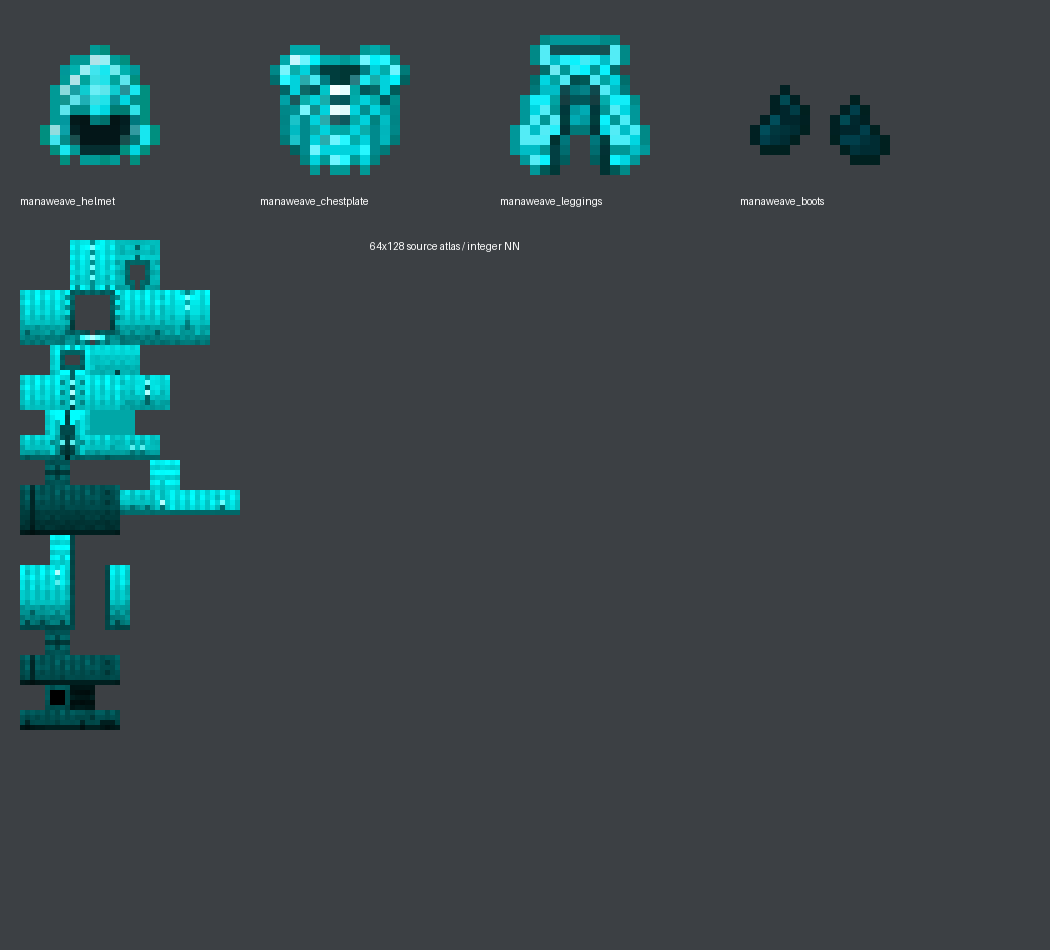 manaweave_helmet
manaweave_chestplate
manaweave_leggings
manaweave_boots
64x128 source atlas / integer NN